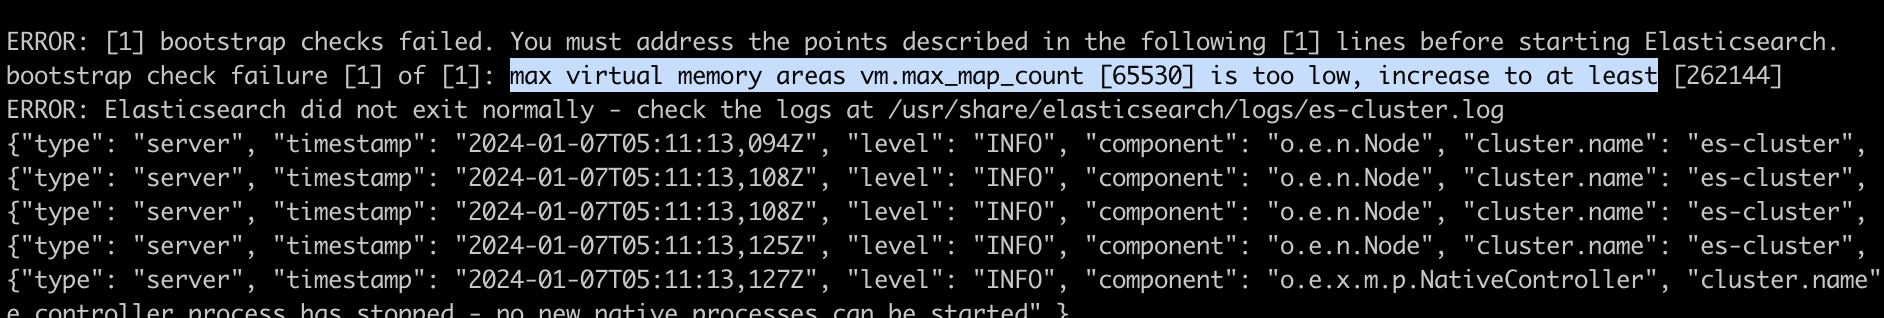 ERROR: [1] bootstrap checks failed. You must address the points described in the following [1] lines before starting Elasticsearch.
bootstrap check failure [1] of [1]: max virtual memory areas vm.max_map_count [65530] is too low, increase to at least [262144]
ERROR: Elasticsearch did not exit normally - check the logs at /usr/share/elasticsearch/logs/es-cluster.log
{"type": "server", "timestamp": "2024-01-07T05:11:13,094Z", "level": "INFO", "component": "o.e.n.Node", "cluster.name": "es-cluster",
{"type": "server", "timestamp": "2024-01-07T05:11:13,108Z", "level": "INFO", "component": "o.e.n.Node", "cluster.name": "es-cluster",
{"type": "server", "timestamp": "2024-01-07T05:11:13,108Z", "level": "INFO", "component": "o.e.n.Node", "cluster.name": "es-cluster",
{"type": "server", "timestamp": "2024-01-07T05:11:13,125Z", "level": "INFO", "component": "o.e.n.Node", "cluster.name": "es-cluster",
{"type": "server", "timestamp": "2024-01-07T05:11:13,127Z", "level": "INFO", "component": "o.e.x.m.p.NativeController", "cluster.name"
e controller process has stopped - no new native processes can be started" }